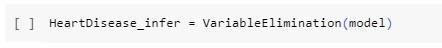 [ ] HeartDisease_infer = VariableElimination(model)